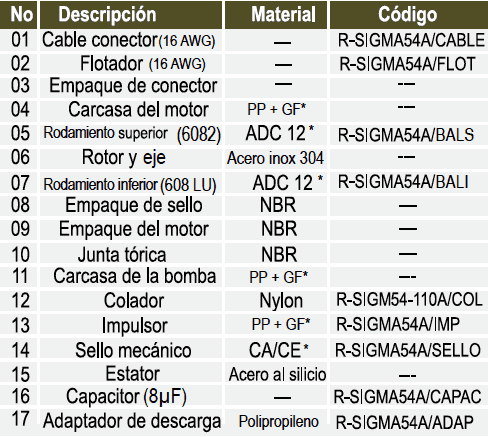 No Descripción Material Código
01 Cable conector (16 AWG) — R-SIGMA54A/CABLE
02 Flotador (16 AWG) — R-SIGMA54A/FLOT
03 Empaque de conector — ---
04 Carcasa del motor PP + GF* ---
05 Rodamiento superior (6082) ADC 12 * R-SIGMA54A/BALS
06 Rotor y eje Acero inox 304 ---
07 Rodamiento inferior (608 LU) ADC 12 * R-SIGMA54A/BALI
08 Empaque de sello NBR —
09 Empaque del motor NBR —
10 Junta tórica NBR —
11 Carcasa de la bomba PP + GF* ---
12 Colador Nylon R-SIGM54-110A/COL
13 Impulsor PP + GF* R-SIGMA54A/IMP
14 Sello mecánico CA/CE * R-SIGMA54A/SELLO
15 Estator Acero al silicio ---
16 Capacitor (8µF) — R-SIGMA54A/CAPAC
17 Adaptador de descarga Polipropileno R-SIGMA54A/ADAP